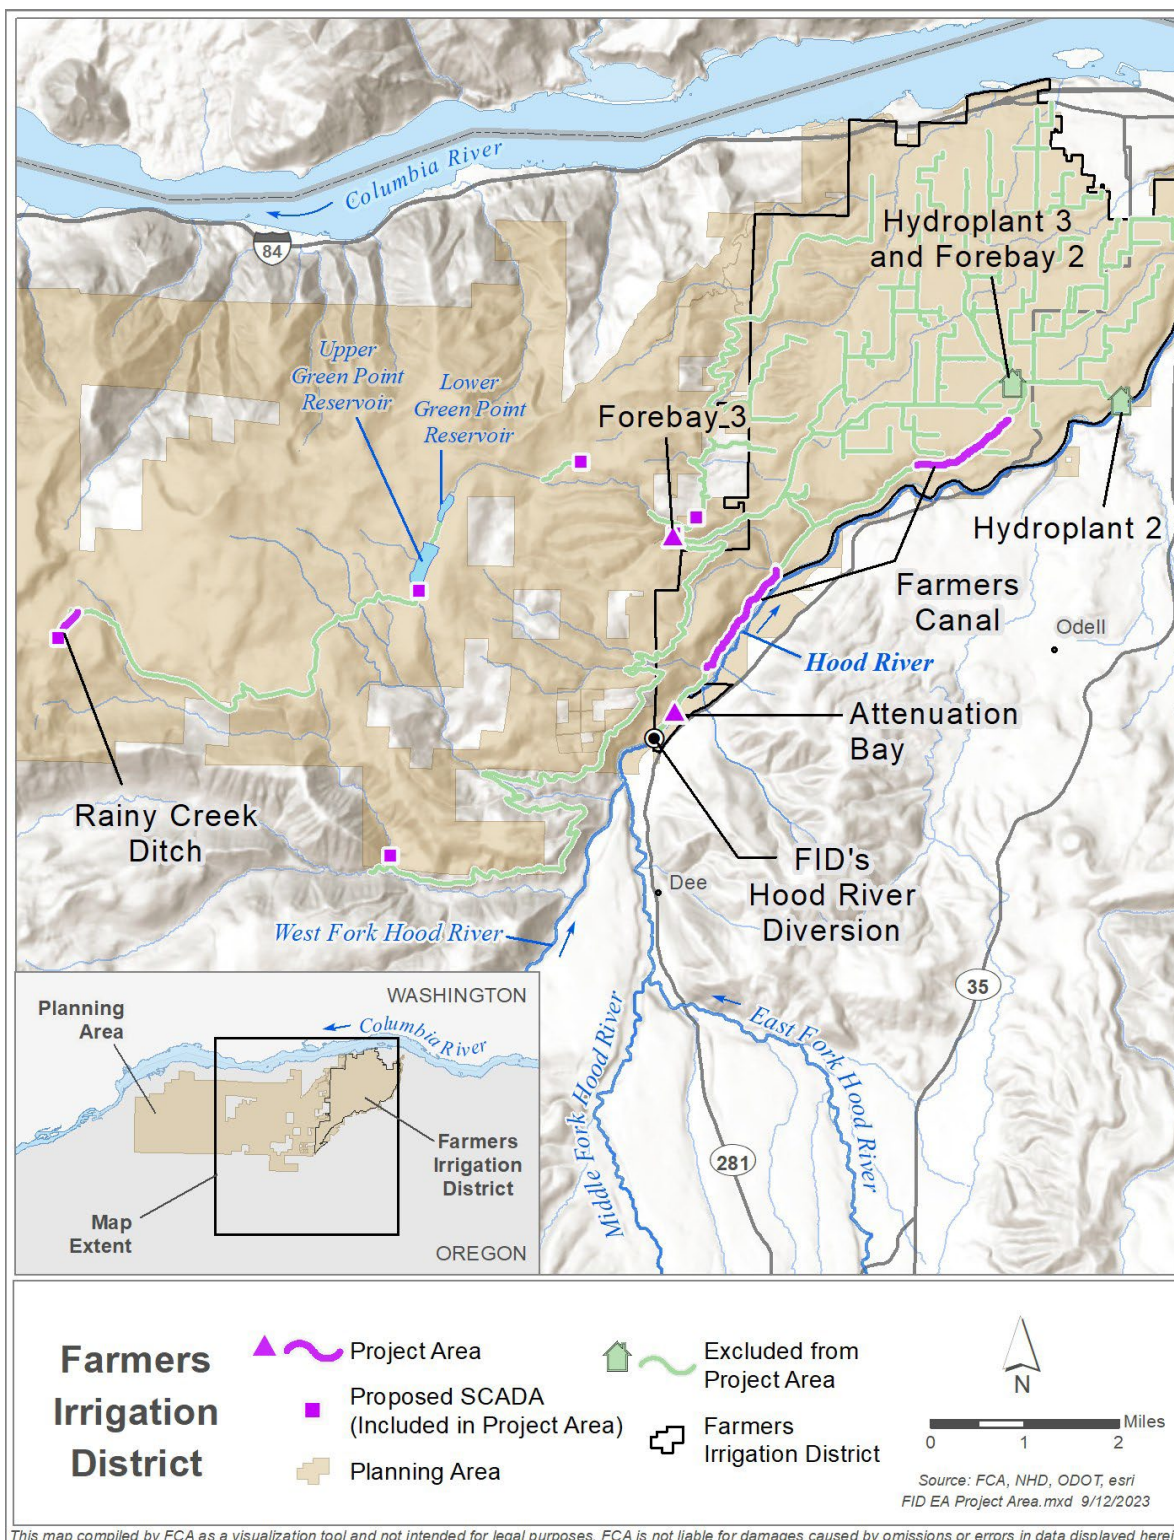 Columbia River
84
Hydroplant 3
and Forebay 2
Upper
Green Point
Reservoir
Lower
Green Point
Reservoir
Forebay 3
Hydroplant 2
Farmers
Canal
Odell
Hood River
Attenuation
Bay
Rainy Creek
Ditch
FID's
Hood River
Diversion
Dee
West Fork Hood River
35
Middle Fork Hood River
East Fork Hood River
281
WASHINGTON
Planning
Area
Columbia River
Farmers
Irrigation
District
Map
Extent
OREGON
Farmers
Irrigation
District
Project Area
Proposed SCADA
(Included in Project Area)
Planning Area
Excluded from
Project Area
Farmers
Irrigation District
N
Miles
0 1 2
Source: FCA, NHD, ODOT, esri
FID EA Project Area.mxd 9/12/2023
This map compiled by FCA as a visualization tool and not intended for legal purposes. FCA is not liable for damages caused by omissions or errors in data displayed herei